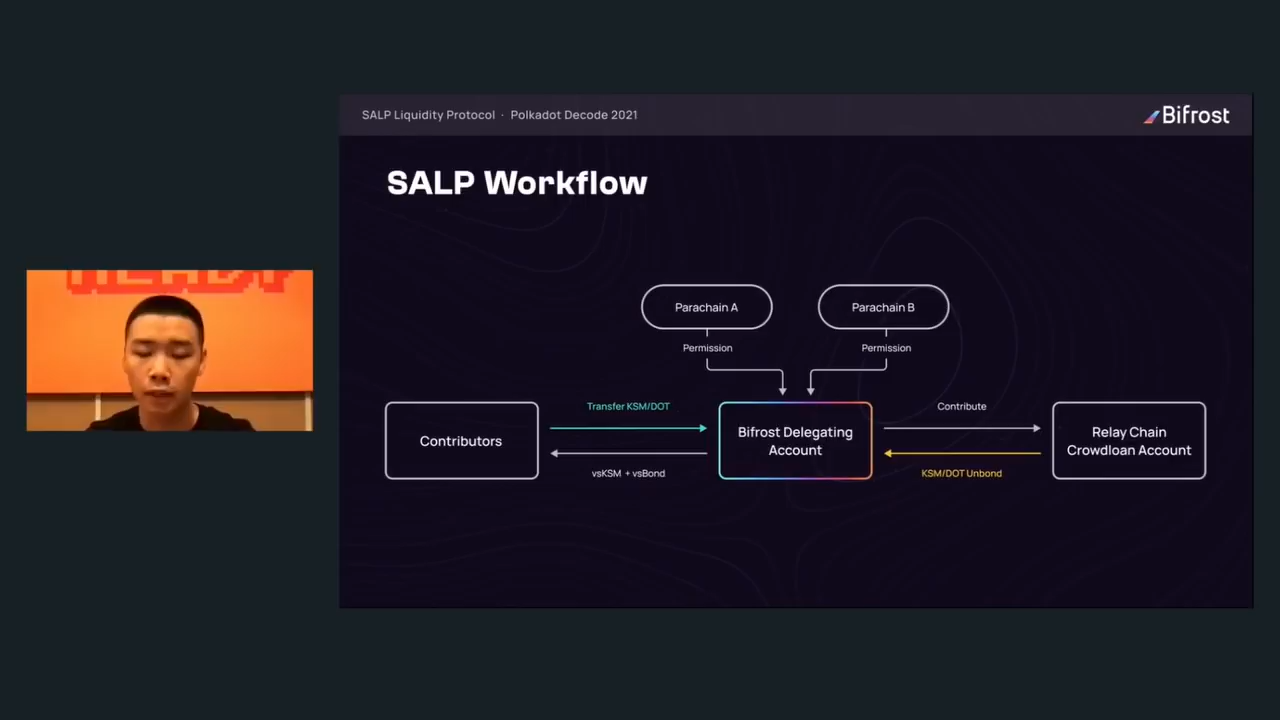 SALP Liquidity Protocol · Polkadot Decode 2021
Bifrost
SALP Workflow
Parachain A
Parachain B
Permission
Permission
Transfer KSM/DOT
Contribute
Contributors
Bifrost Delegating
Account
Relay Chain
Crowdloan Account
vsKSM + vsBond
KSM/DOT Unbond